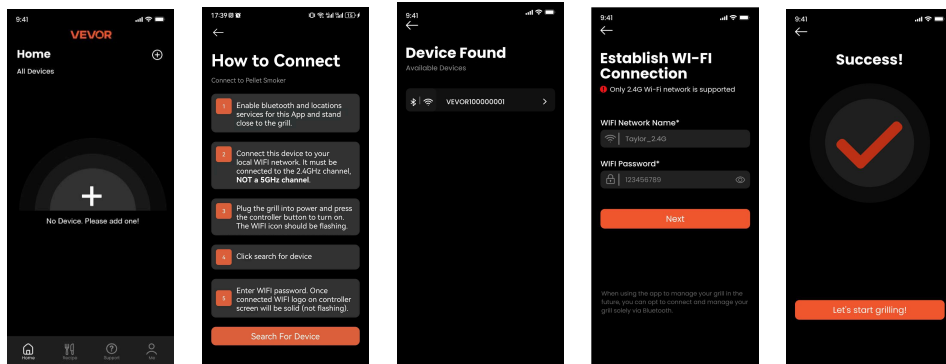 9:41
VEVOR
Home
All Devices
No Device. Please add one!
Home
Recipe
Support
Me
17:39
How to Connect
Connect to Pellet Smoker
1
Enable bluetooth and locations
services for this App and stand
close to the grill.
2
Connect this device to your
local WIFI network. It must be
connected to the 2.4GHz channel,
NOT a 5GHz channel.
3
Plug the grill into power and press
the controller button to turn on.
The WIFI icon should be flashing.
4
Click search for device
5
Enter WIFI password. Once
connected WIFI logo on controller
screen will be solid (not flashing).
Search For Device
9:41
Device Found
Available Devices
VEVOR100000001
9:41
Establish WI-FI
Connection
Only 2.4G Wi-Fi network is supported
WIFI Network Name*
Taylor_2.4G
WIFI Password*
123456789
Next
When using the app to manage your grill in the
future, you can opt to connect and manage your
grill solely via Bluetooth.
9:41
Success!
Let's start grilling!